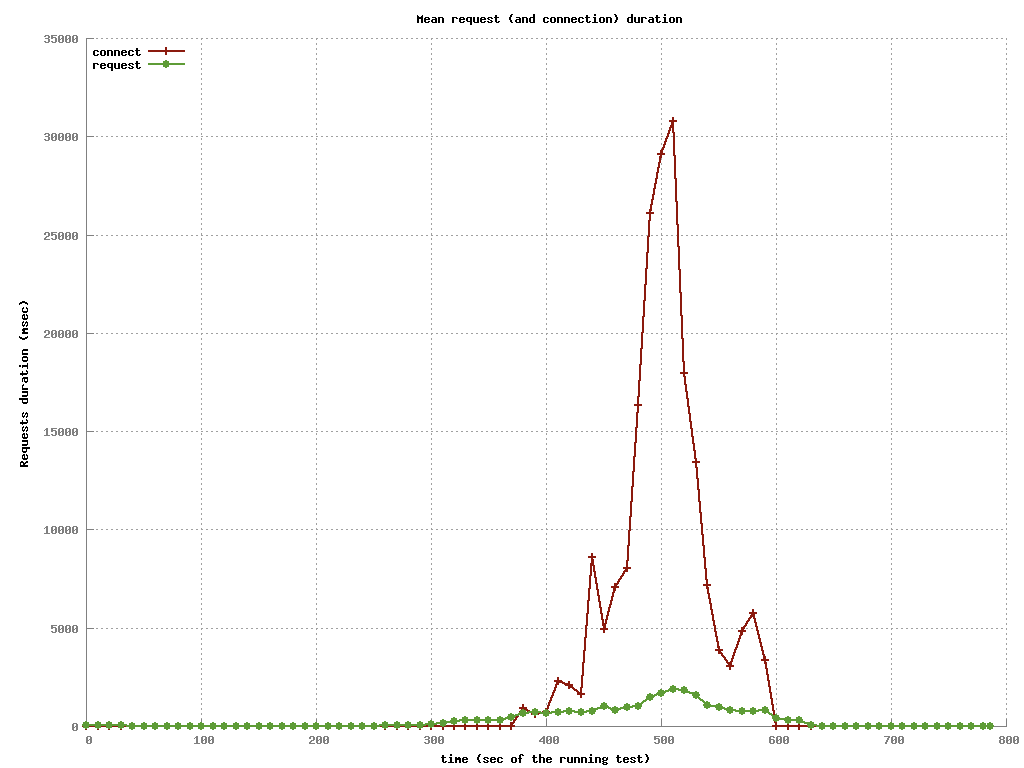 Mean request (and connection) duration
35000
connect
request
30000
25000
20000
15000
10000
5000
0
Requests duration (msec)
0 100 200 300 400 500 600 700 800
time (sec of the running test)